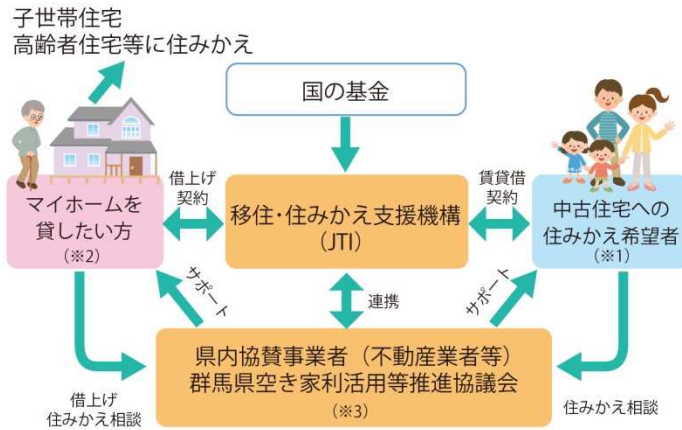 子世帯住宅
高齢者住宅等に住みかえ
国の基金
借上げ
契約
賃貸借
契約
マイホームを
貸したい方
（※2）
移住・住みかえ支援機構
（JTI）
中古住宅への
住みかえ希望者
（※1）
サポート
連携
サポート
県内協賛事業者（不動産業者等）
群馬県空き家利活用等推進協議会
（※3）
借上げ
住みかえ相談
住みかえ相談